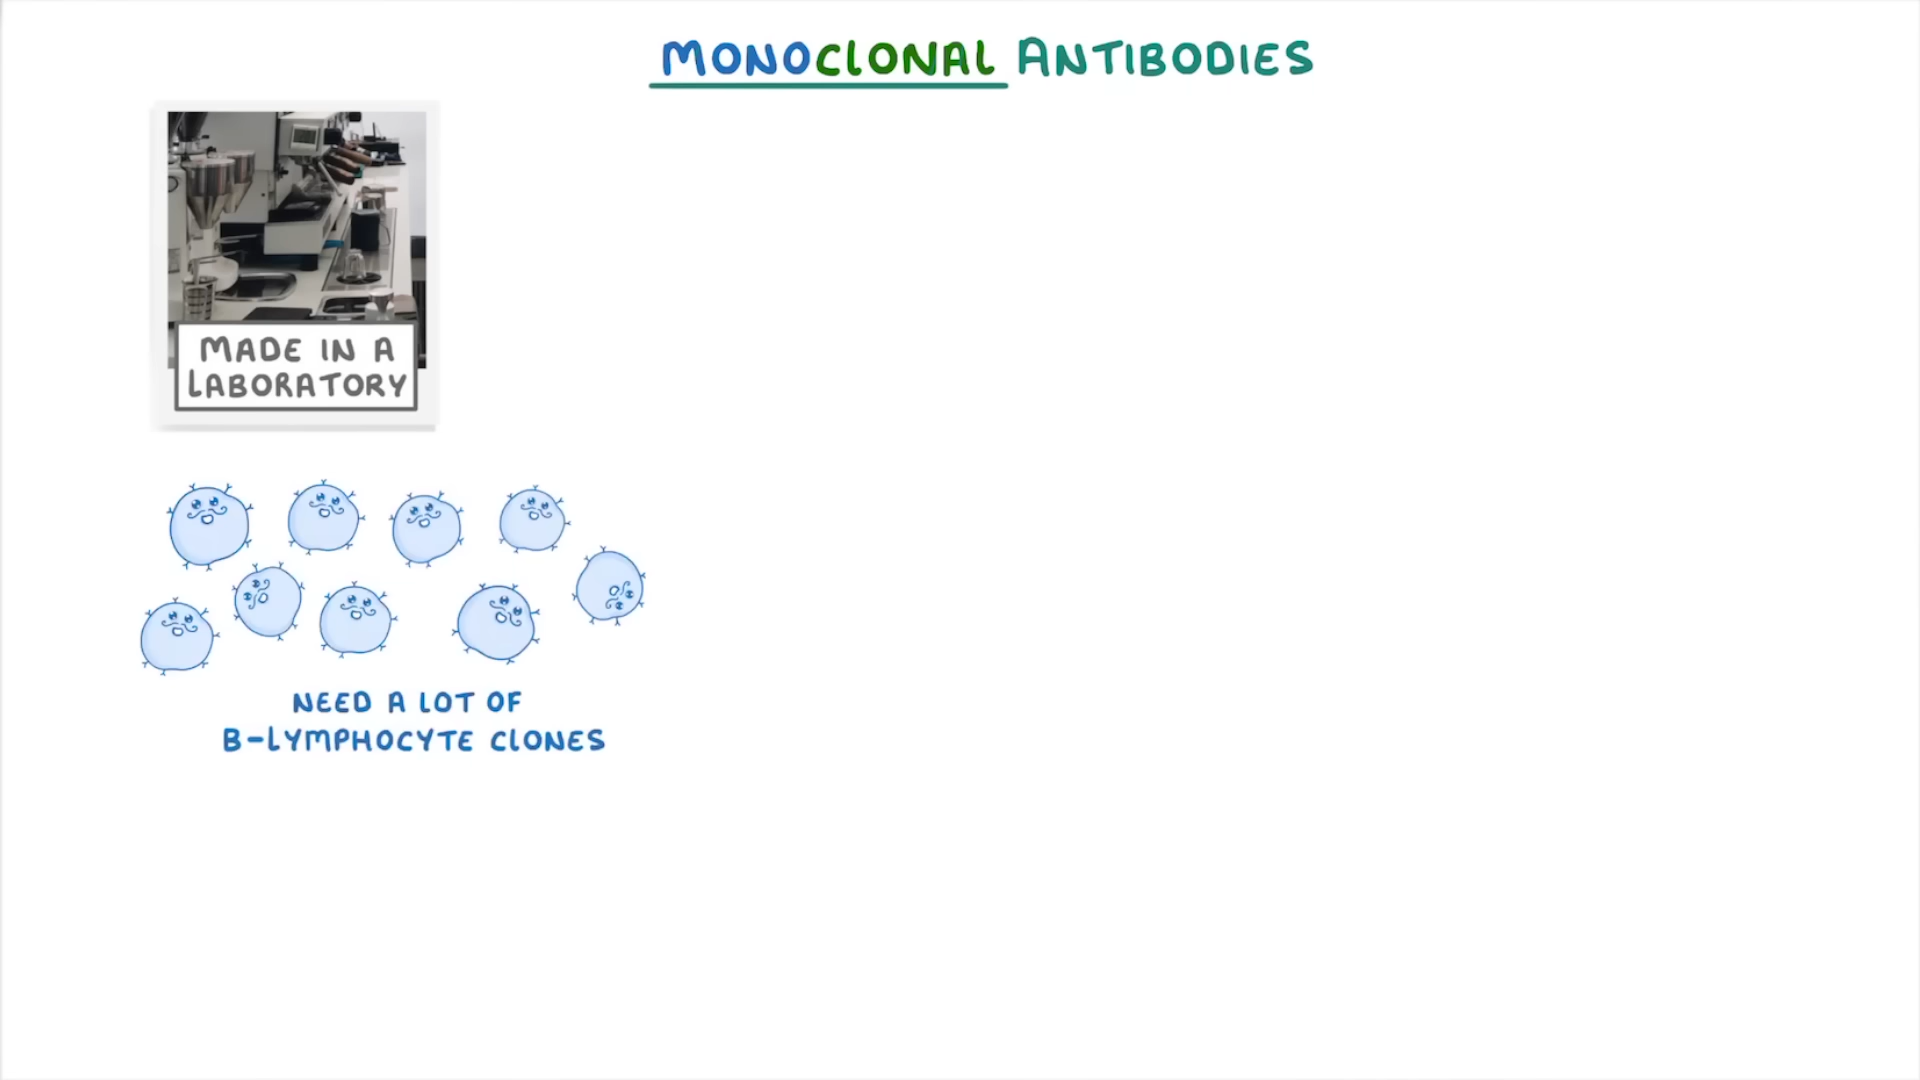 MONOCLONAL ANTIBODIES
MADE IN A
LABORATORY
NEED A LOT OF
B-LYMPHOCYTE CLONES